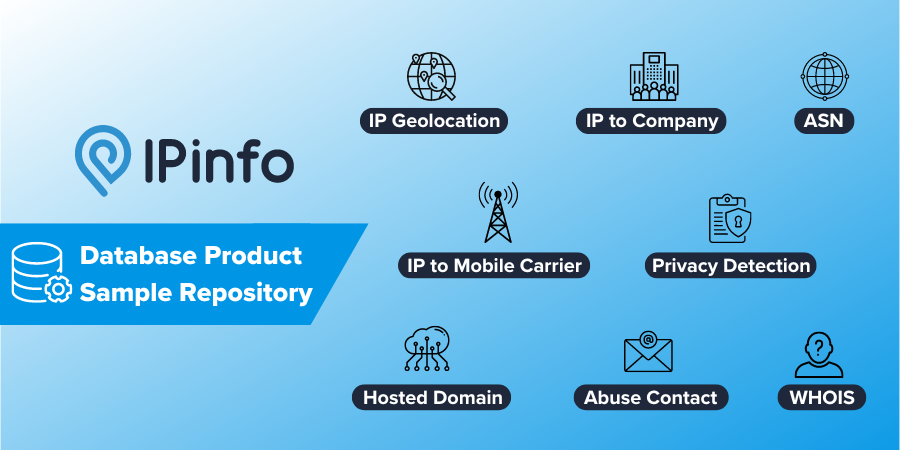 IPinfo
Database Product
Sample Repository
IP Geolocation
IP to Company
ASN
IP to Mobile Carrier
Privacy Detection
@
?
Hosted Domain
Abuse Contact
WHOIS